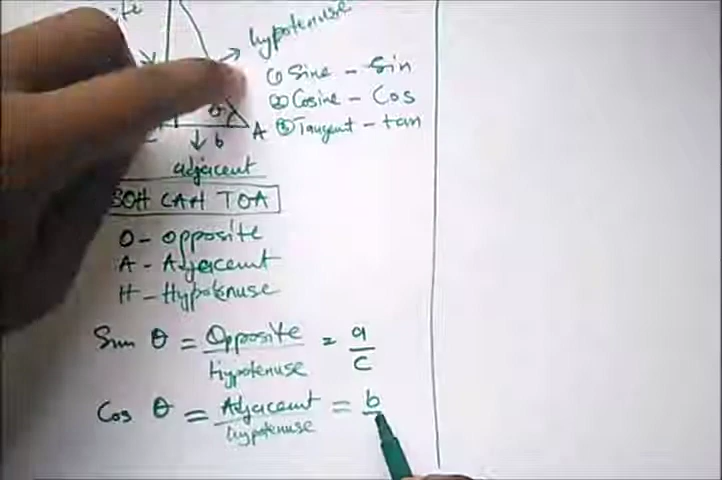 hypotenuse
① Sine - Sin
② Cosine - Cos
③ Tangent - tan
θ
A
b
adjacent
SOH CAH TOA
O - Opposite
A - Adjacent
H - Hypotenuse
Sin θ = Opposite / Hypotenuse = a / c
Cos θ = Adjacent / hypotenuse = b